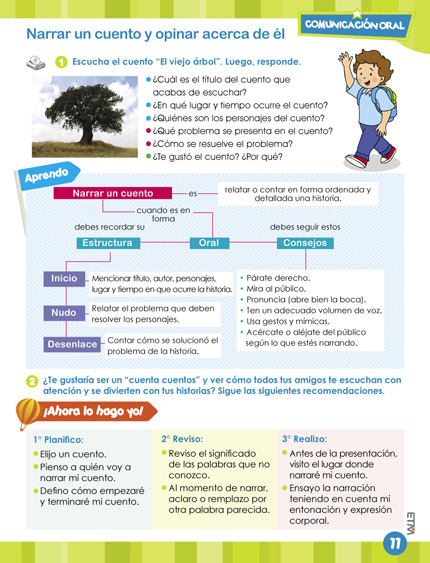 COMUNICACIÓN ORAL
Narrar un cuento y opinar acerca de él
1 Escucha el cuento “El viejo árbol”. Luego, responde.
¿Cuál es el título del cuento que
acabas de escuchar?
¿En qué lugar y tiempo ocurre el cuento?
¿Quiénes son los personajes del cuento?
¿Qué problema se presenta en el cuento?
¿Cómo se resuelve el problema?
¿Te gustó el cuento? ¿Por qué?
Aprendo
Narrar un cuento
es
relatar o contar en forma ordenada y
detallada una historia.
cuando es en
forma
debes recordar su
debes seguir estos
Estructura
Oral
Consejos
Inicio
Mencionar título, autor, personajes,
lugar y tiempo en que ocurre la historia.
Nudo
Relatar el problema que deben
resolver los personajes.
Desenlace
Contar cómo se solucionó el
problema de la historia.
• Párate derecho.
• Mira al público.
• Pronuncia (abre bien la boca).
• Ten un adecuado volumen de voz.
• Usa gestos y mímicas.
• Acércate o aléjate del público
según lo que estés narrando.
2 ¿Te gustaría ser un “cuenta cuentos” y ver cómo todos tus amigos te escuchan con
atención y se divierten con tus historias? Sigue las siguientes recomendaciones.
¡Ahora lo hago yo!
1° Planifico:
Elijo un cuento.
Pienso a quién voy a
narrar mi cuento.
Defino cómo empezaré
y terminaré mi cuento.
2° Reviso:
Reviso el significado
de las palabras que no
conozco.
Al momento de narrar,
aclaro o remplazo por
otra palabra parecida.
3° Realizo:
Antes de la presentación,
visito el lugar donde
narraré mi cuento.
Ensayo la narración
teniendo en cuenta mi
entonación y expresión
corporal.
11